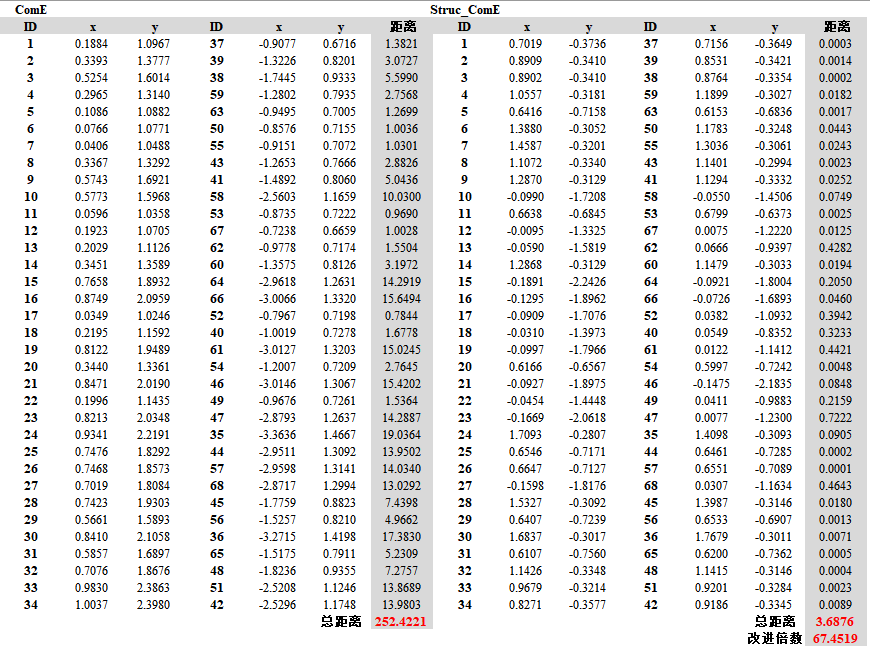 ComE Struc_ComE
ID x y ID x y 距离 ID x y ID x y 距离
1 0.1884 1.0967 37 -0.9077 0.6716 1.3821 1 0.7019 -0.3736 37 0.7156 -0.3649 0.0003
2 0.3393 1.3777 39 -1.3226 0.8201 3.0727 2 0.8909 -0.3410 39 0.8531 -0.3421 0.0014
3 0.5254 1.6014 38 -1.7445 0.9333 5.5990 3 0.8902 -0.3410 38 0.8764 -0.3354 0.0002
4 0.2965 1.3140 59 -1.2802 0.7935 2.7568 4 1.0557 -0.3181 59 1.1899 -0.3027 0.0182
5 0.1086 1.0882 63 -0.9495 0.7005 1.2699 5 0.6416 -0.7158 63 0.6153 -0.6836 0.0017
6 0.0766 1.0771 50 -0.8576 0.7155 1.0036 6 1.3880 -0.3052 50 1.1783 -0.3248 0.0443
7 0.0406 1.0488 55 -0.9151 0.7072 1.0301 7 1.4587 -0.3201 55 1.3036 -0.3061 0.0243
8 0.3367 1.3292 43 -1.2653 0.7666 2.8826 8 1.1072 -0.3340 43 1.1401 -0.2994 0.0023
9 0.5743 1.6921 41 -1.4892 0.8060 5.0436 9 1.2870 -0.3129 41 1.1294 -0.3332 0.0252
10 0.5773 1.5968 58 -2.5603 1.1659 10.0300 10 -0.0990 -1.7208 58 -0.0550 -1.4506 0.0749
11 0.0596 1.0358 53 -0.8735 0.7222 0.9690 11 0.6638 -0.6845 53 0.6799 -0.6373 0.0025
12 0.1923 1.0705 67 -0.7238 0.6659 1.0028 12 -0.0095 -1.3325 67 0.0075 -1.2220 0.0125
13 0.2029 1.1126 62 -0.9778 0.7174 1.5504 13 -0.0590 -1.5819 62 0.0666 -0.9397 0.4282
14 0.3451 1.3589 60 -1.3575 0.8126 3.1972 14 1.2868 -0.3129 60 1.1479 -0.3033 0.0194
15 0.7658 1.8932 64 -2.9618 1.2631 14.2919 15 -0.1891 -2.2426 64 -0.0921 -1.8004 0.2050
16 0.8749 2.0959 66 -3.0066 1.3320 15.6494 16 -0.1295 -1.8962 66 -0.0726 -1.6893 0.0460
17 0.0349 1.0246 52 -0.7967 0.7198 0.7844 17 -0.0909 -1.7076 52 0.0382 -1.0932 0.3942
18 0.2195 1.1592 40 -1.0019 0.7278 1.6778 18 -0.0310 -1.3973 40 0.0549 -0.8352 0.3233
19 0.8122 1.9489 61 -3.0127 1.3203 15.0245 19 -0.0997 -1.7966 61 0.0122 -1.1412 0.4421
20 0.3440 1.3361 54 -1.2007 0.7209 2.7645 20 0.6166 -0.6567 54 0.5997 -0.7242 0.0048
21 0.8471 2.0190 46 -3.0146 1.3067 15.4202 21 -0.0927 -1.8975 46 -0.1475 -2.1835 0.0848
22 0.1996 1.1435 49 -0.9676 0.7261 1.5364 22 -0.0454 -1.4448 49 0.0411 -0.9883 0.2159
23 0.8213 2.0348 47 -2.8793 1.2637 14.2887 23 -0.1669 -2.0618 47 0.0077 -1.2300 0.7222
24 0.9341 2.2191 35 -3.3636 1.4667 19.0364 24 1.7093 -0.2807 35 1.4098 -0.3093 0.0905
25 0.7476 1.8292 44 -2.9511 1.3092 13.9502 25 0.6546 -0.7171 44 0.6461 -0.7285 0.0002
26 0.7468 1.8573 57 -2.9598 1.3141 14.0340 26 0.6647 -0.7127 57 0.6551 -0.7089 0.0001
27 0.7019 1.8084 68 -2.8717 1.2994 13.0292 27 -0.1598 -1.8176 68 0.0307 -1.1634 0.4643
28 0.7423 1.9303 45 -1.7759 0.8823 7.4398 28 1.5327 -0.3092 45 1.3987 -0.3146 0.0180
29 0.5661 1.5893 56 -1.5257 0.8210 4.9662 29 0.6407 -0.7239 56 0.6533 -0.6907 0.0013
30 0.8410 2.1058 36 -3.2715 1.4198 17.3830 30 1.6837 -0.3017 36 1.7679 -0.3011 0.0071
31 0.5857 1.6897 65 -1.5175 0.7911 5.2309 31 0.6107 -0.7560 65 0.6200 -0.7362 0.0005
32 0.7076 1.8676 48 -1.8236 0.9355 7.2757 32 1.1426 -0.3348 48 1.1415 -0.3146 0.0004
33 0.9830 2.3863 51 -2.5208 1.1246 13.8689 33 0.9679 -0.3214 51 0.9201 -0.3284 0.0023
34 1.0037 2.3980 42 -2.5296 1.1748 13.9803 34 0.8271 -0.3577 42 0.9186 -0.3345 0.0089
总距离 252.4221 总距离 3.6876
改进倍数 67.4519